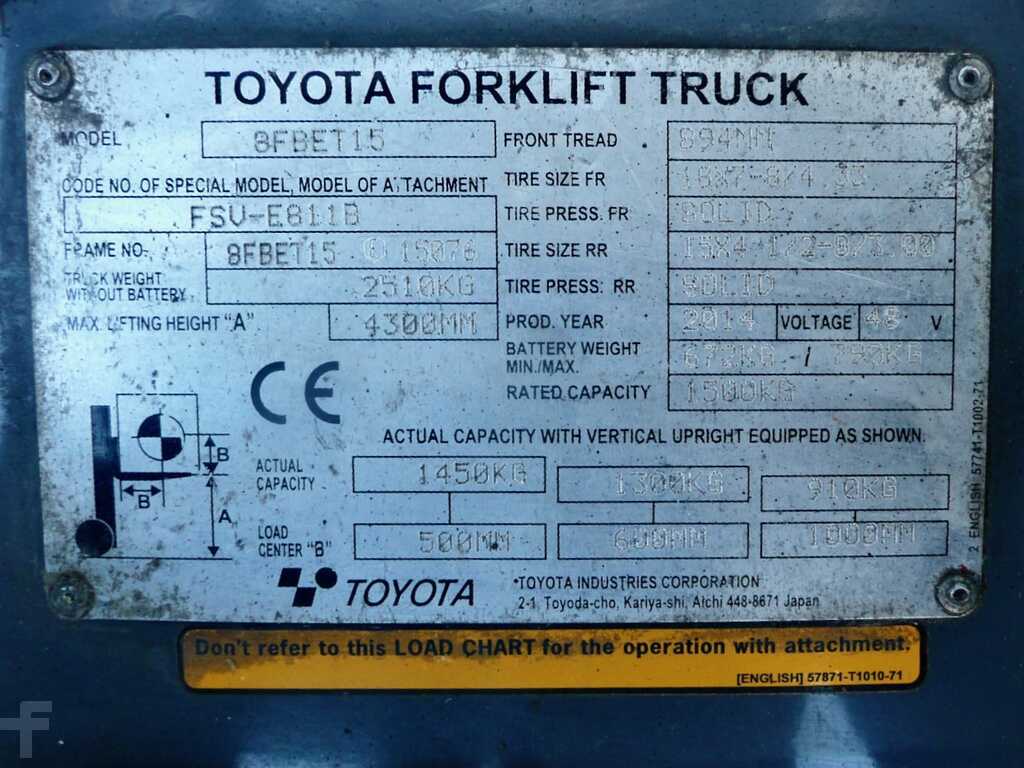 TOYOTA FORKLIFT TRUCK
MODEL 8FBET15
CODE NO. OF SPECIAL MODEL, MODEL OF ATTACHMENT
FSV-E811B
FRAME NO. 8FBET15 15076
TRUCK WEIGHT WITHOUT BATTERY 2510KG
MAX. LIFTING HEIGHT "A" 4300MM
FRONT TREAD 894MM
TIRE SIZE FR
TIRE PRESS. FR SOLID
TIRE SIZE RR
TIRE PRESS. RR SOLID
PROD. YEAR 2014 VOLTAGE 48 V
BATTERY WEIGHT
MIN./MAX. /
RATED CAPACITY 1500KG
CE
ACTUAL CAPACITY WITH VERTICAL UPRIGHT EQUIPPED AS SHOWN.
B
B
A
ACTUAL CAPACITY 1450KG 1300KG 910KG
LOAD CENTER "B" 500MM 600MM 1000MM
TOYOTA
*TOYOTA INDUSTRIES CORPORATION
2-1 Toyoda-cho, Kariya-shi, Aichi 448-8671 Japan
2 ENGLISH 57741-T1002-71
Don't refer to this LOAD CHART for the operation with attachment.
[ENGLISH] 57871-T1010-71
f